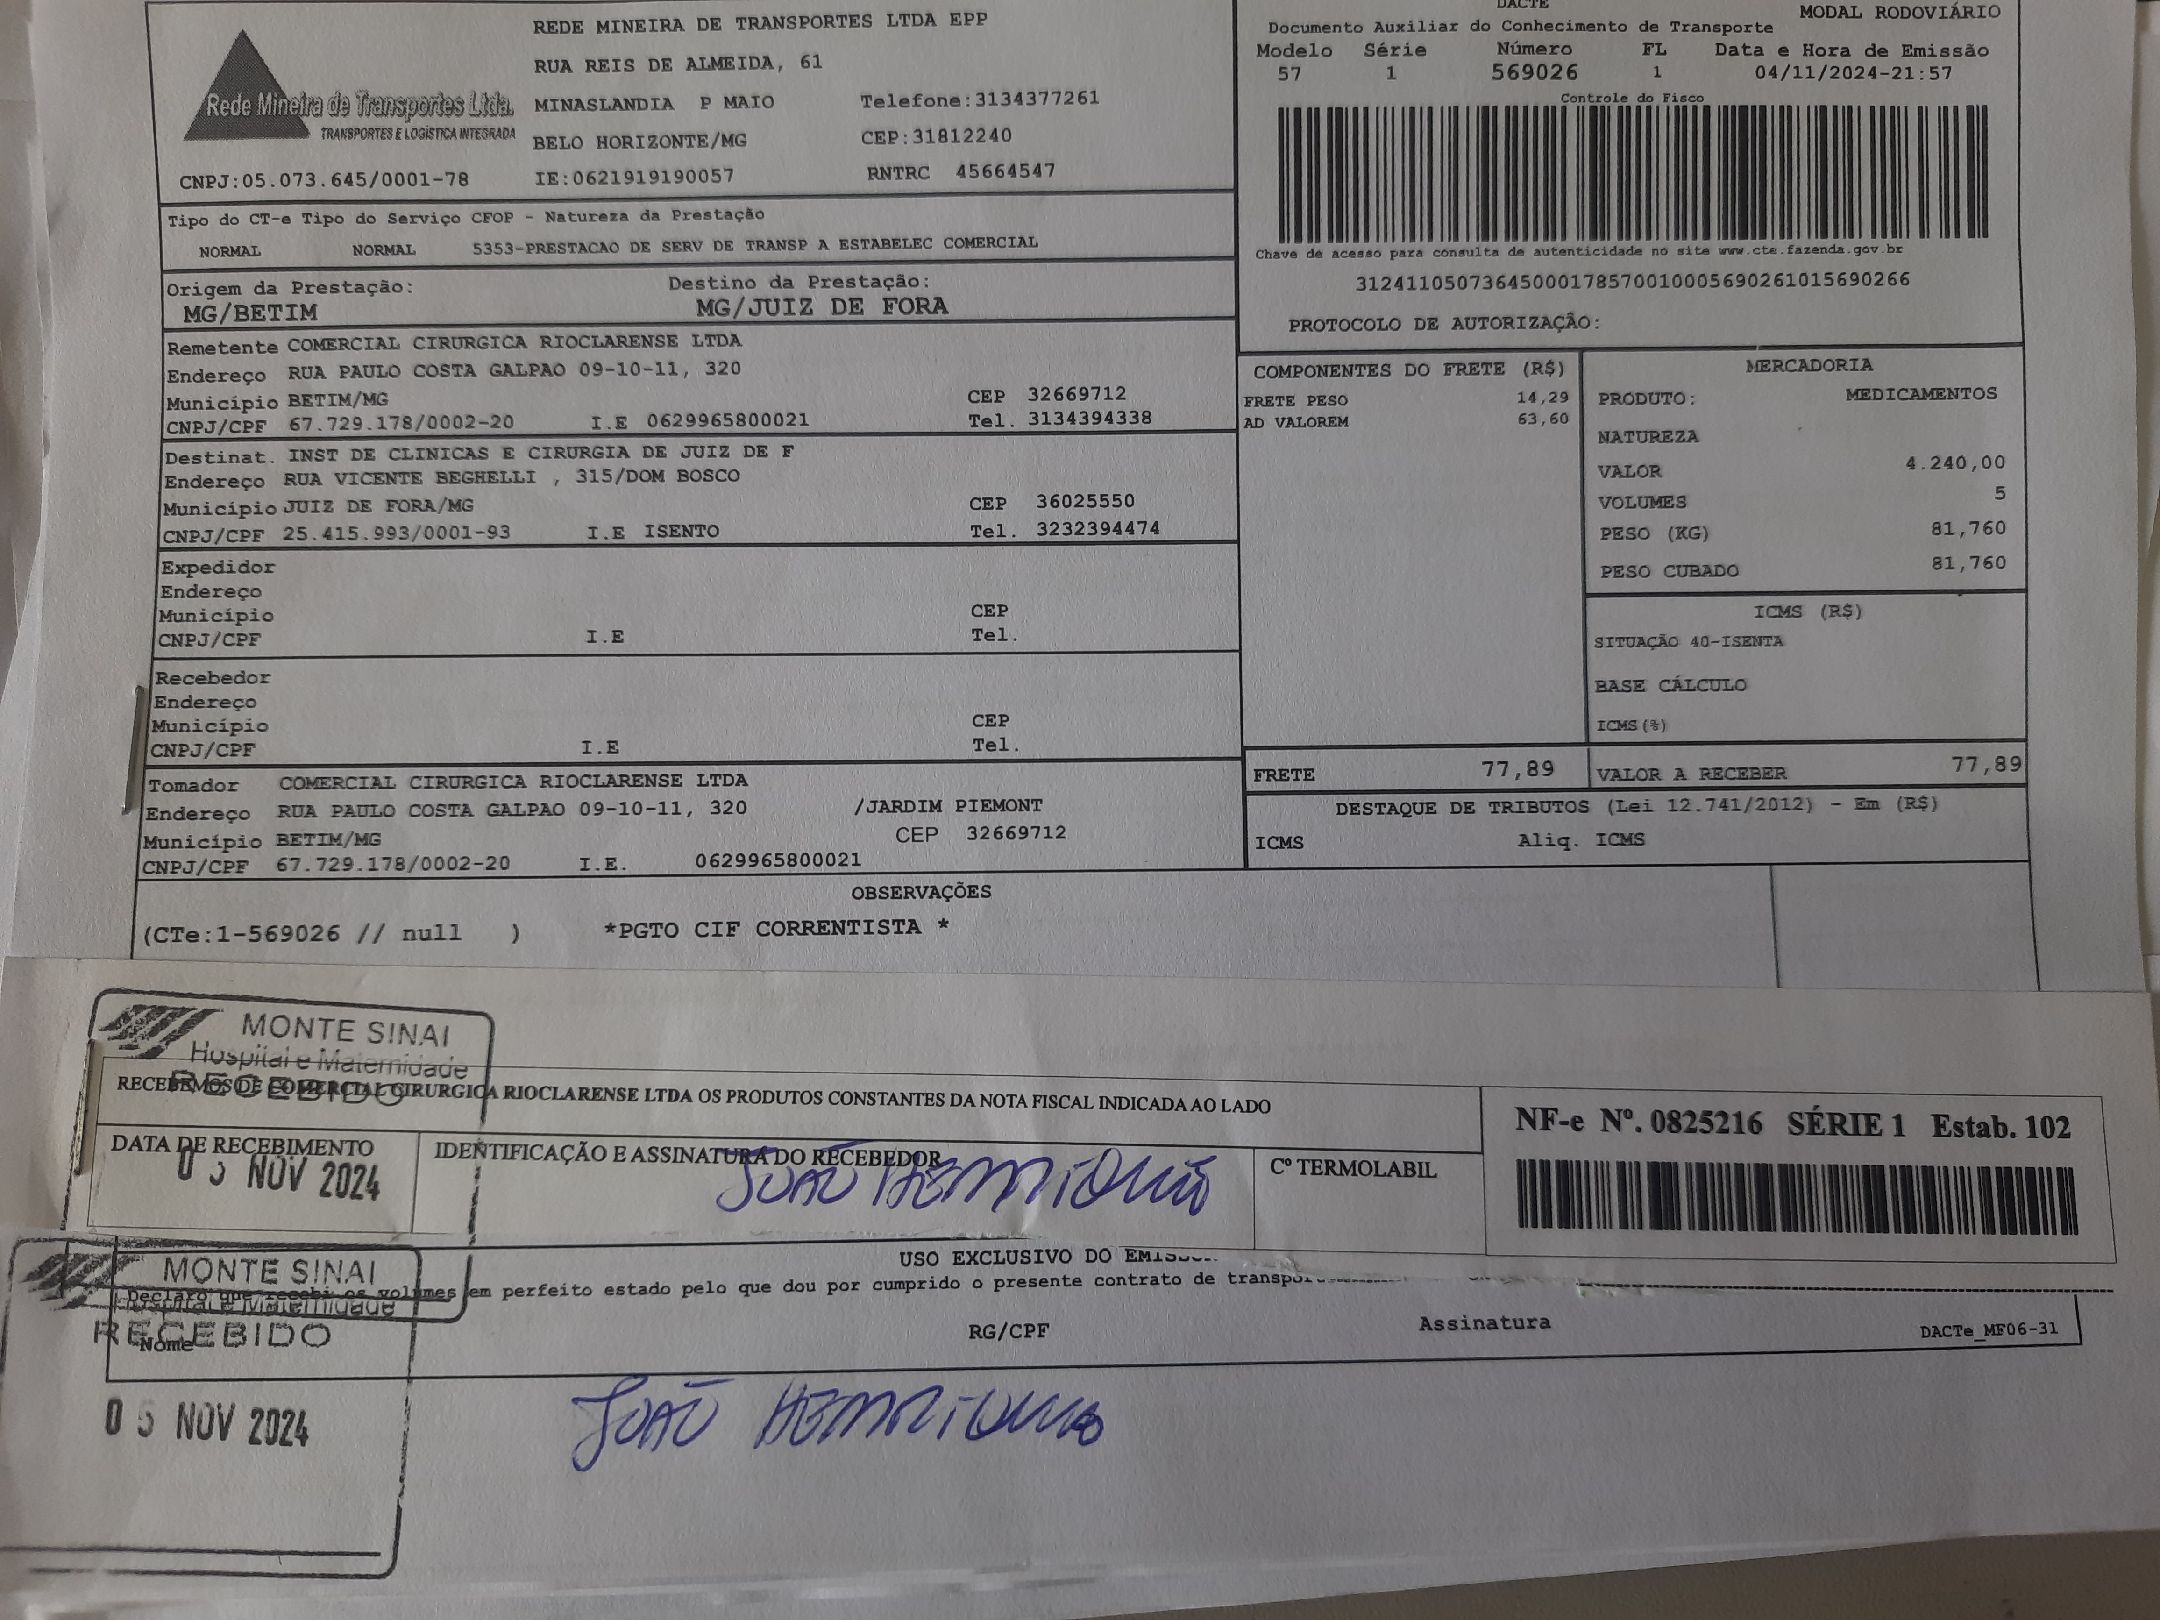 REDE MINEIRA DE TRANSPORTES LTDA EPP
RUA REIS DE ALMEIDA, 61
MINASLANDIA P MAIO Telefone:3134377261
BELO HORIZONTE/MG CEP:31812240
Rede Mineira de Transportes Ltda.
TRANSPORTES E LOGÍSTICA INTEGRADA
CNPJ:05.073.645/0001-78 IE:0621919190057 RNTRC 45664547
DACTE MODAL RODOVIÁRIO
Documento Auxiliar do Conhecimento de Transporte
Modelo Série Número FL Data e Hora de Emissão
57 1 569026 1 04/11/2024-21:57
Controle do Fisco
Chave de acesso para consulta de autenticidade no site www.cte.fazenda.gov.br
31241105073645000178570010005690261015690266
PROTOCOLO DE AUTORIZAÇÃO:
Tipo do CT-e Tipo do Serviço CFOP - Natureza da Prestação
NORMAL NORMAL 5353-PRESTACAO DE SERV DE TRANSP A ESTABELEC COMERCIAL
Origem da Prestação: Destino da Prestação:
MG/BETIM MG/JUIZ DE FORA
Remetente COMERCIAL CIRURGICA RIOCLARENSE LTDA
Endereço RUA PAULO COSTA GALPAO 09-10-11, 320
Município BETIM/MG CEP 32669712
CNPJ/CPF 67.729.178/0002-20 I.E 0629965800021 Tel. 3134394338
Destinat. INST DE CLINICAS E CIRURGIA DE JUIZ DE F
Endereço RUA VICENTE BEGHELLI , 315/DOM BOSCO
Município JUIZ DE FORA/MG CEP 36025550
CNPJ/CPF 25.415.993/0001-93 I.E ISENTO Tel. 3232394474
Expedidor
Endereço
Município CEP
CNPJ/CPF I.E Tel.
Recebedor
Endereço
Município CEP
CNPJ/CPF I.E Tel.
Tomador COMERCIAL CIRURGICA RIOCLARENSE LTDA
Endereço RUA PAULO COSTA GALPAO 09-10-11, 320 /JARDIM PIEMONT
Município BETIM/MG CEP 32669712
CNPJ/CPF 67.729.178/0002-20 I.E. 0629965800021
COMPONENTES DO FRETE (R$)
FRETE PESO 14,29
AD VALOREM 63,60
MERCADORIA
PRODUTO: MEDICAMENTOS
NATUREZA
VALOR 4.240,00
VOLUMES 5
PESO (KG) 81,760
PESO CUBADO 81,760
ICMS (R$)
SITUAÇÃO 40-ISENTA
BASE CÁLCULO
ICMS(%)
FRETE 77,89 VALOR A RECEBER 77,89
DESTAQUE DE TRIBUTOS (Lei 12.741/2012) - Em (R$)
ICMS Aliq. ICMS
OBSERVAÇÕES
(CTe:1-569026 // null ) *PGTO CIF CORRENTISTA *
MONTE SINAI
Hospital e Maternidade
RECEBIDO
RECEBEMOS DE COMERCIAL CIRURGICA RIOCLARENSE LTDA OS PRODUTOS CONSTANTES DA NOTA FISCAL INDICADA AO LADO
DATA DE RECEBIMENTO IDENTIFICAÇÃO E ASSINATURA DO RECEBEDOR Cº TERMOLABIL
NOV 2024 JOÃO HENRIQUE
NF-e Nº. 0825216 SÉRIE 1 Estab. 102
USO EXCLUSIVO DO
MONTE SINAI
Declaro que recebi os volumes em perfeito estado pelo que dou por cumprido o presente contrato de
Hospital e Maternidade
RECEBIDO
Nome RG/CPF Assinatura DACTe_MF06-31
05 NOV 2024 JOÃO HENRIQUE